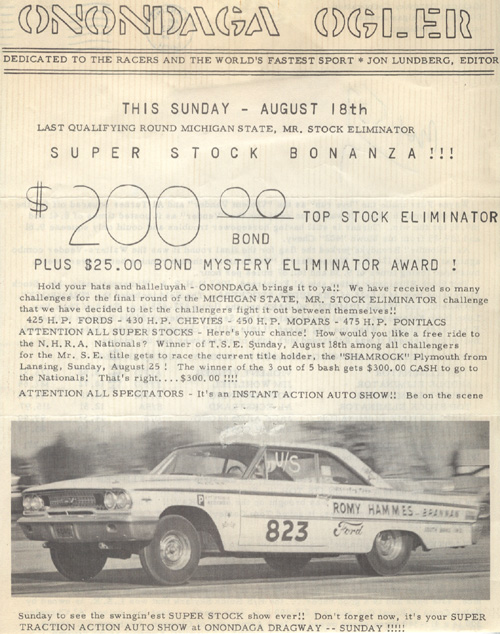 ONONDAGA OGLER
DEDICATED TO THE RACERS AND THE WORLD'S FASTEST SPORT * JON LUNDBERG, EDITOR
THIS SUNDAY - AUGUST 18th
LAST QUALIFYING ROUND MICHIGAN STATE, MR. STOCK ELIMINATOR
SUPER STOCK BONANZA!!!
$200.00 TOP STOCK ELIMINATOR
BOND
PLUS $25.00 BOND MYSTERY ELIMINATOR AWARD !
Hold your hats and halleluyah - ONONDAGA brings it to ya!! We have received so many
challenges for the final round of the MICHIGAN STATE, MR. STOCK ELIMINATOR challenge
that we have decided to let the challengers fight it out between themselves!!
425 H.P. FORDS - 430 H.P. CHEVIES - 450 H.P. MOPARS - 475 H.P. PONTIACS
ATTENTION ALL SUPER STOCKS - Here's your chance! How would you like a free ride to
the N.H.R.A. Nationals? Winner of T.S.E. Sunday, August 18th among all challengers
for the Mr. S.E. title gets to race the current title holder, the "SHAMROCK" Plymouth from
Lansing, Sunday, August 25 ! The winner of the 3 out of 5 bash gets $300.00 CASH to go to
the Nationals! That's right....$300.00 !!!!
ATTENTION ALL SPECTATORS - It's an INSTANT ACTION AUTO SHOW!! Be on the scene
U/S
P
ROMY HAMMES BRANNAN
823
Ford
Sunday to see the swingin'est SUPER STOCK show ever!! Don't forget now, it's your SUPER
TRACTION ACTION AUTO SHOW at ONONDAGA DRAGWAY -- SUNDAY !!!!!